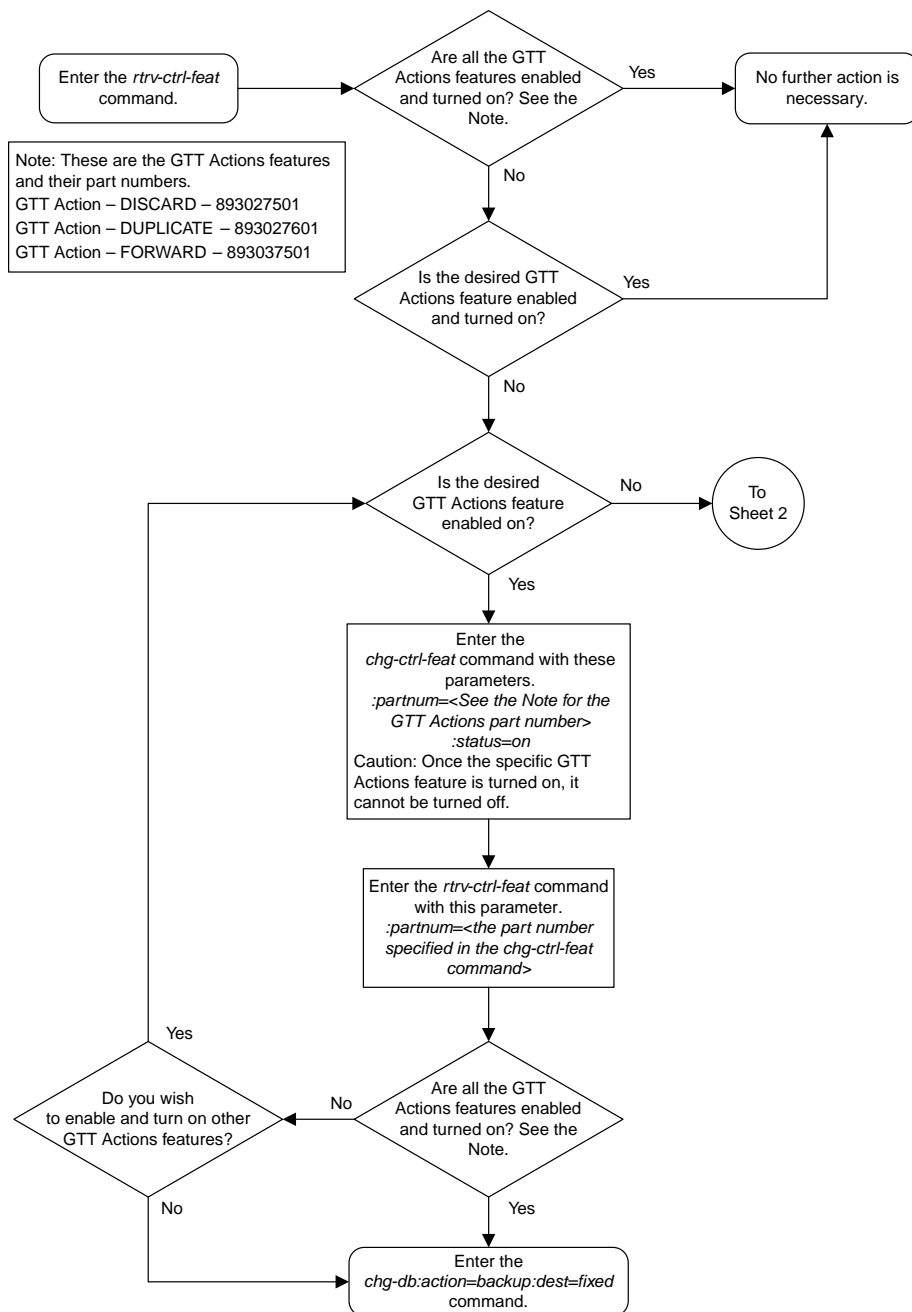 Enter the rtrv-ctrl-feat
command.
Are all the GTT
Actions features enabled
and turned on? See the
Note.
Yes
No further action is
necessary.
Note: These are the GTT Actions features
and their part numbers.
GTT Action – DISCARD – 893027501
GTT Action – DUPLICATE – 893027601
GTT Action – FORWARD – 893037501
No
Is the desired GTT
Actions feature enabled
and turned on?
Yes
No
Is the desired
GTT Actions feature
enabled on?
No
To
Sheet 2
Yes
Enter the
chg-ctrl-feat command with these
parameters.
:partnum=<See the Note for the
GTT Actions part number>
:status=on
Caution: Once the specific GTT
Actions feature is turned on, it
cannot be turned off.
Enter the rtrv-ctrl-feat command
with this parameter.
:partnum=<the part number
specified in the chg-ctrl-feat
command>
Yes
Do you wish
to enable and turn on other
GTT Actions features?
No
Are all the GTT
Actions features enabled
and turned on? See the
Note.
No
Yes
Enter the
chg-db:action=backup:dest=fixed
command.